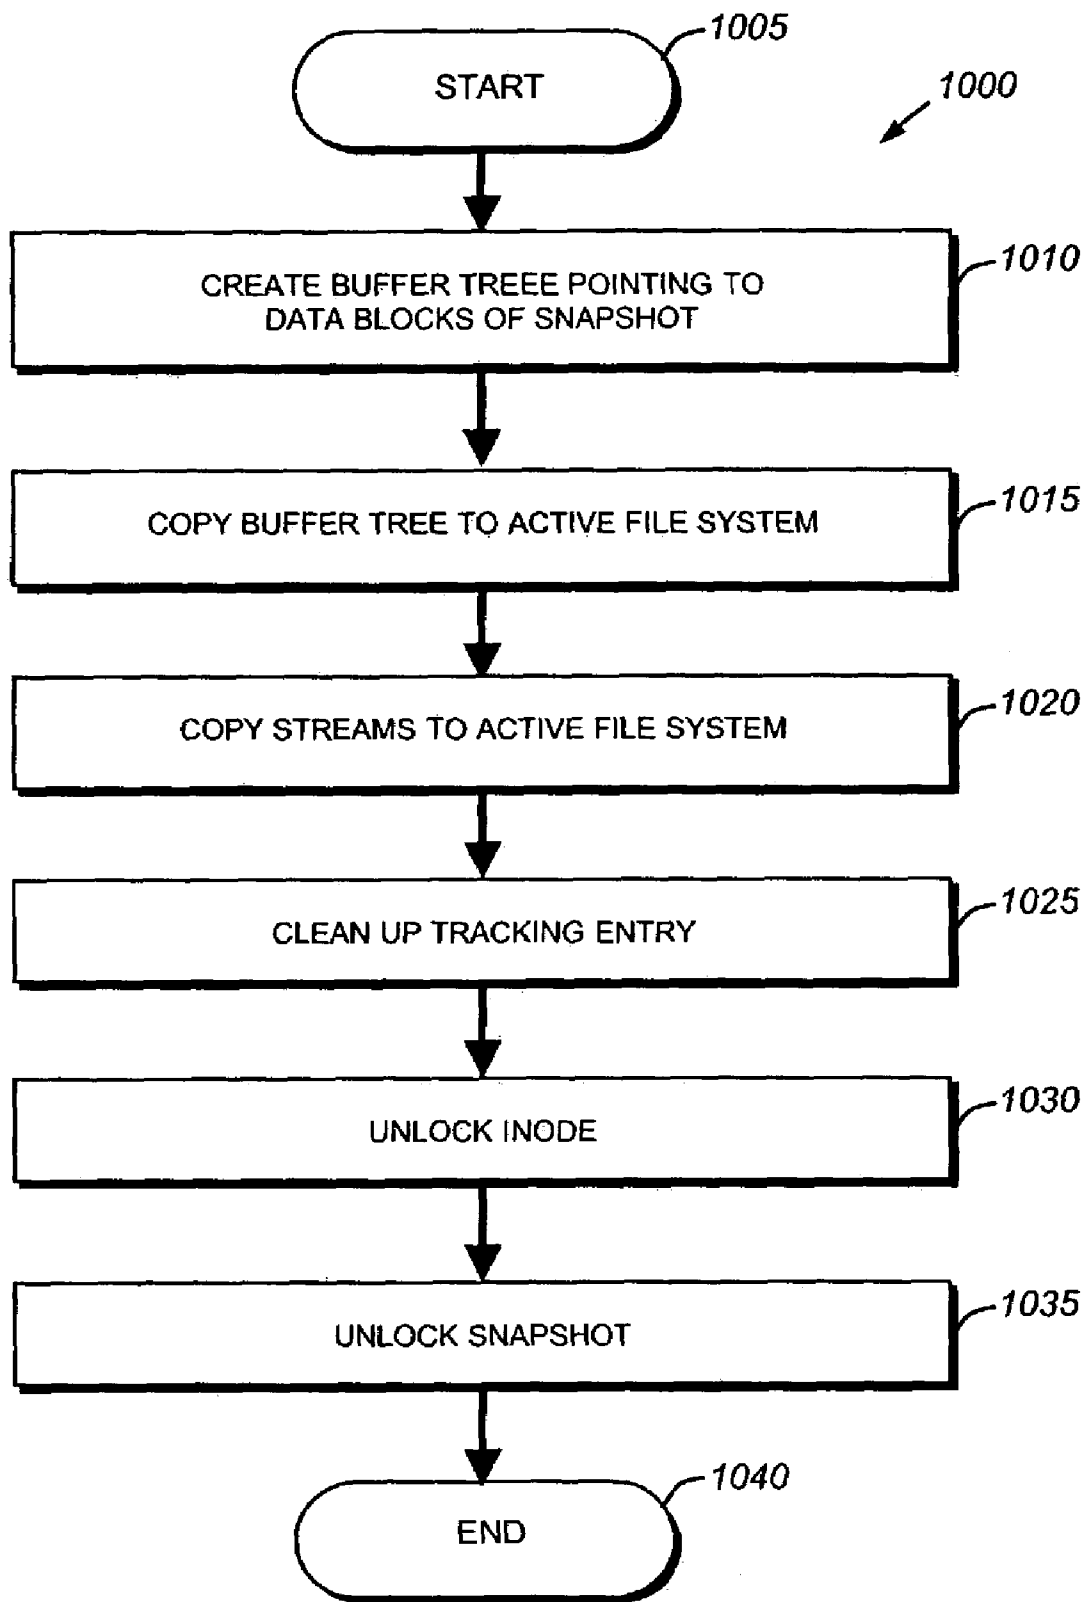 1005
START
1000
1010
CREATE BUFFER TREEE POINTING TO
DATA BLOCKS OF SNAPSHOT
1015
COPY BUFFER TREE TO ACTIVE FILE SYSTEM
1020
COPY STREAMS TO ACTIVE FILE SYSTEM
1025
CLEAN UP TRACKING ENTRY
1030
UNLOCK INODE
1035
UNLOCK SNAPSHOT
1040
END